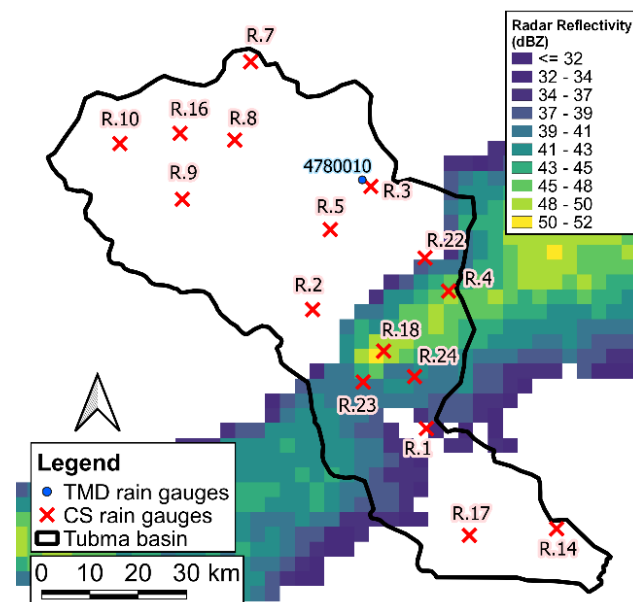 R.7
Radar Reflectivity
(dBZ)
<= 32
32 - 34
34 - 37
37 - 39
39 - 41
41 - 43
43 - 45
45 - 48
48 - 50
50 - 52
R.10
R.16
R.8
4780010
R.9
R.3
R.5
R.22
R.2
R.4
R.18
R.24
R.23
R.1
Legend
TMD rain gauges
CS rain gauges
Tubma basin
R.17
R.14
0 10 20 30 km